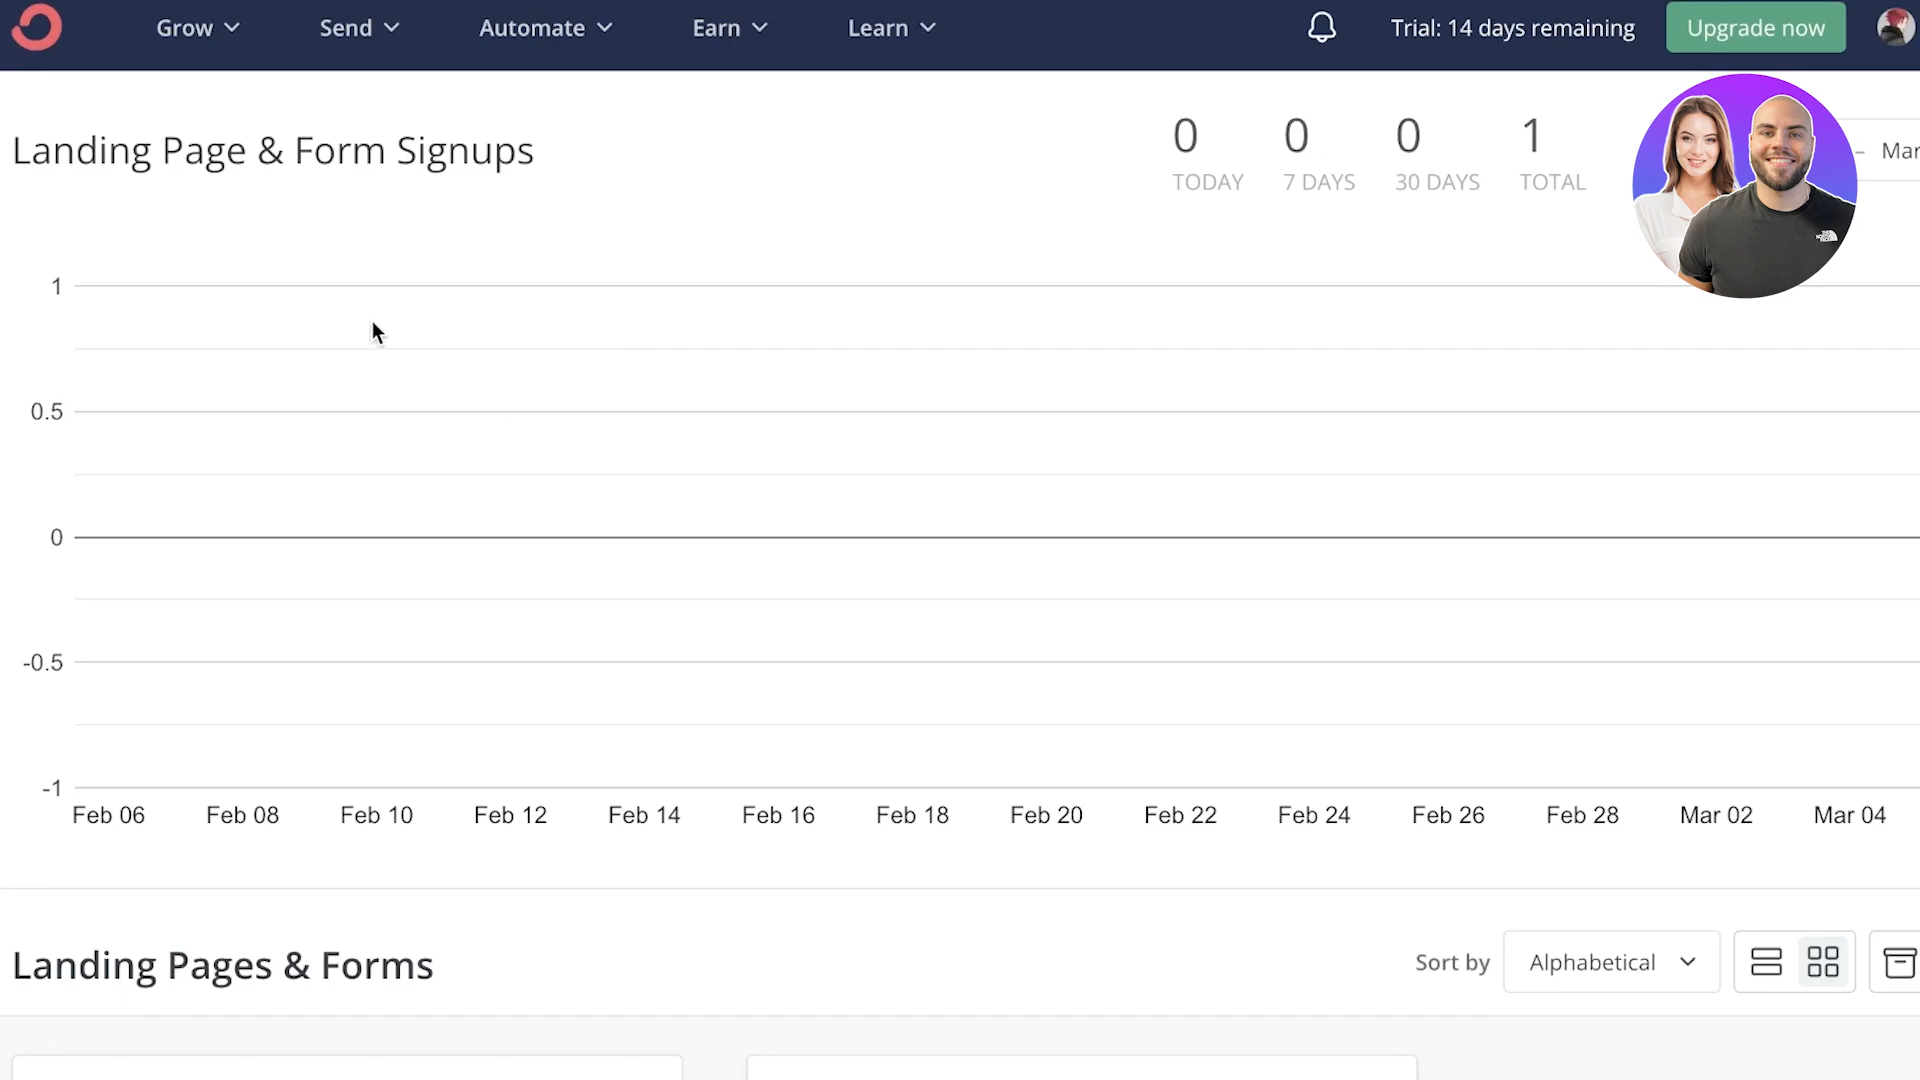 Grow
Send
Automate
Earn
Learn
Trial: 14 days remaining
Upgrade now
Landing Page & Form Signups
0
TODAY
0
7 DAYS
0
30 DAYS
1
TOTAL
– Mar
THE NORTH FACE
1
0.5
0
-0.5
-1
Feb 06 Feb 08 Feb 10 Feb 12 Feb 14 Feb 16 Feb 18 Feb 20 Feb 22 Feb 24 Feb 26 Feb 28 Mar 02 Mar 04
Landing Pages & Forms
Sort by
Alphabetical